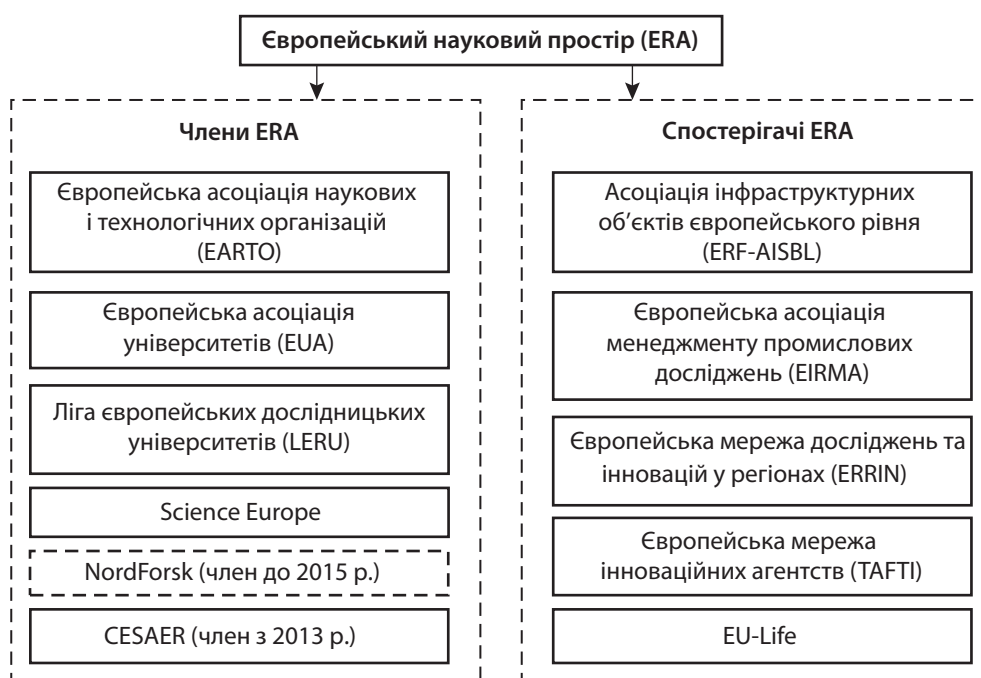 Європейський науковий простір (ERA)
Члени ERA
Європейська асоціація наукових
і технологічних організацій
(EARTO)
Європейська асоціація
університетів (EUA)
Ліга європейських дослідницьких
університетів (LERU)
Science Europe
NordForsk (член до 2015 р.)
CESAER (член з 2013 р.)
Спостерігачі ERA
Асоціація інфраструктурних
об’єктів європейського рівня
(ERF-AISBL)
Європейська асоціація
менеджменту промислових
досліджень (EIRMA)
Європейська мережа досліджень та
інновацій у регіонах (ERRIN)
Європейська мережа
інноваційних агентств (TAFTI)
EU-Life